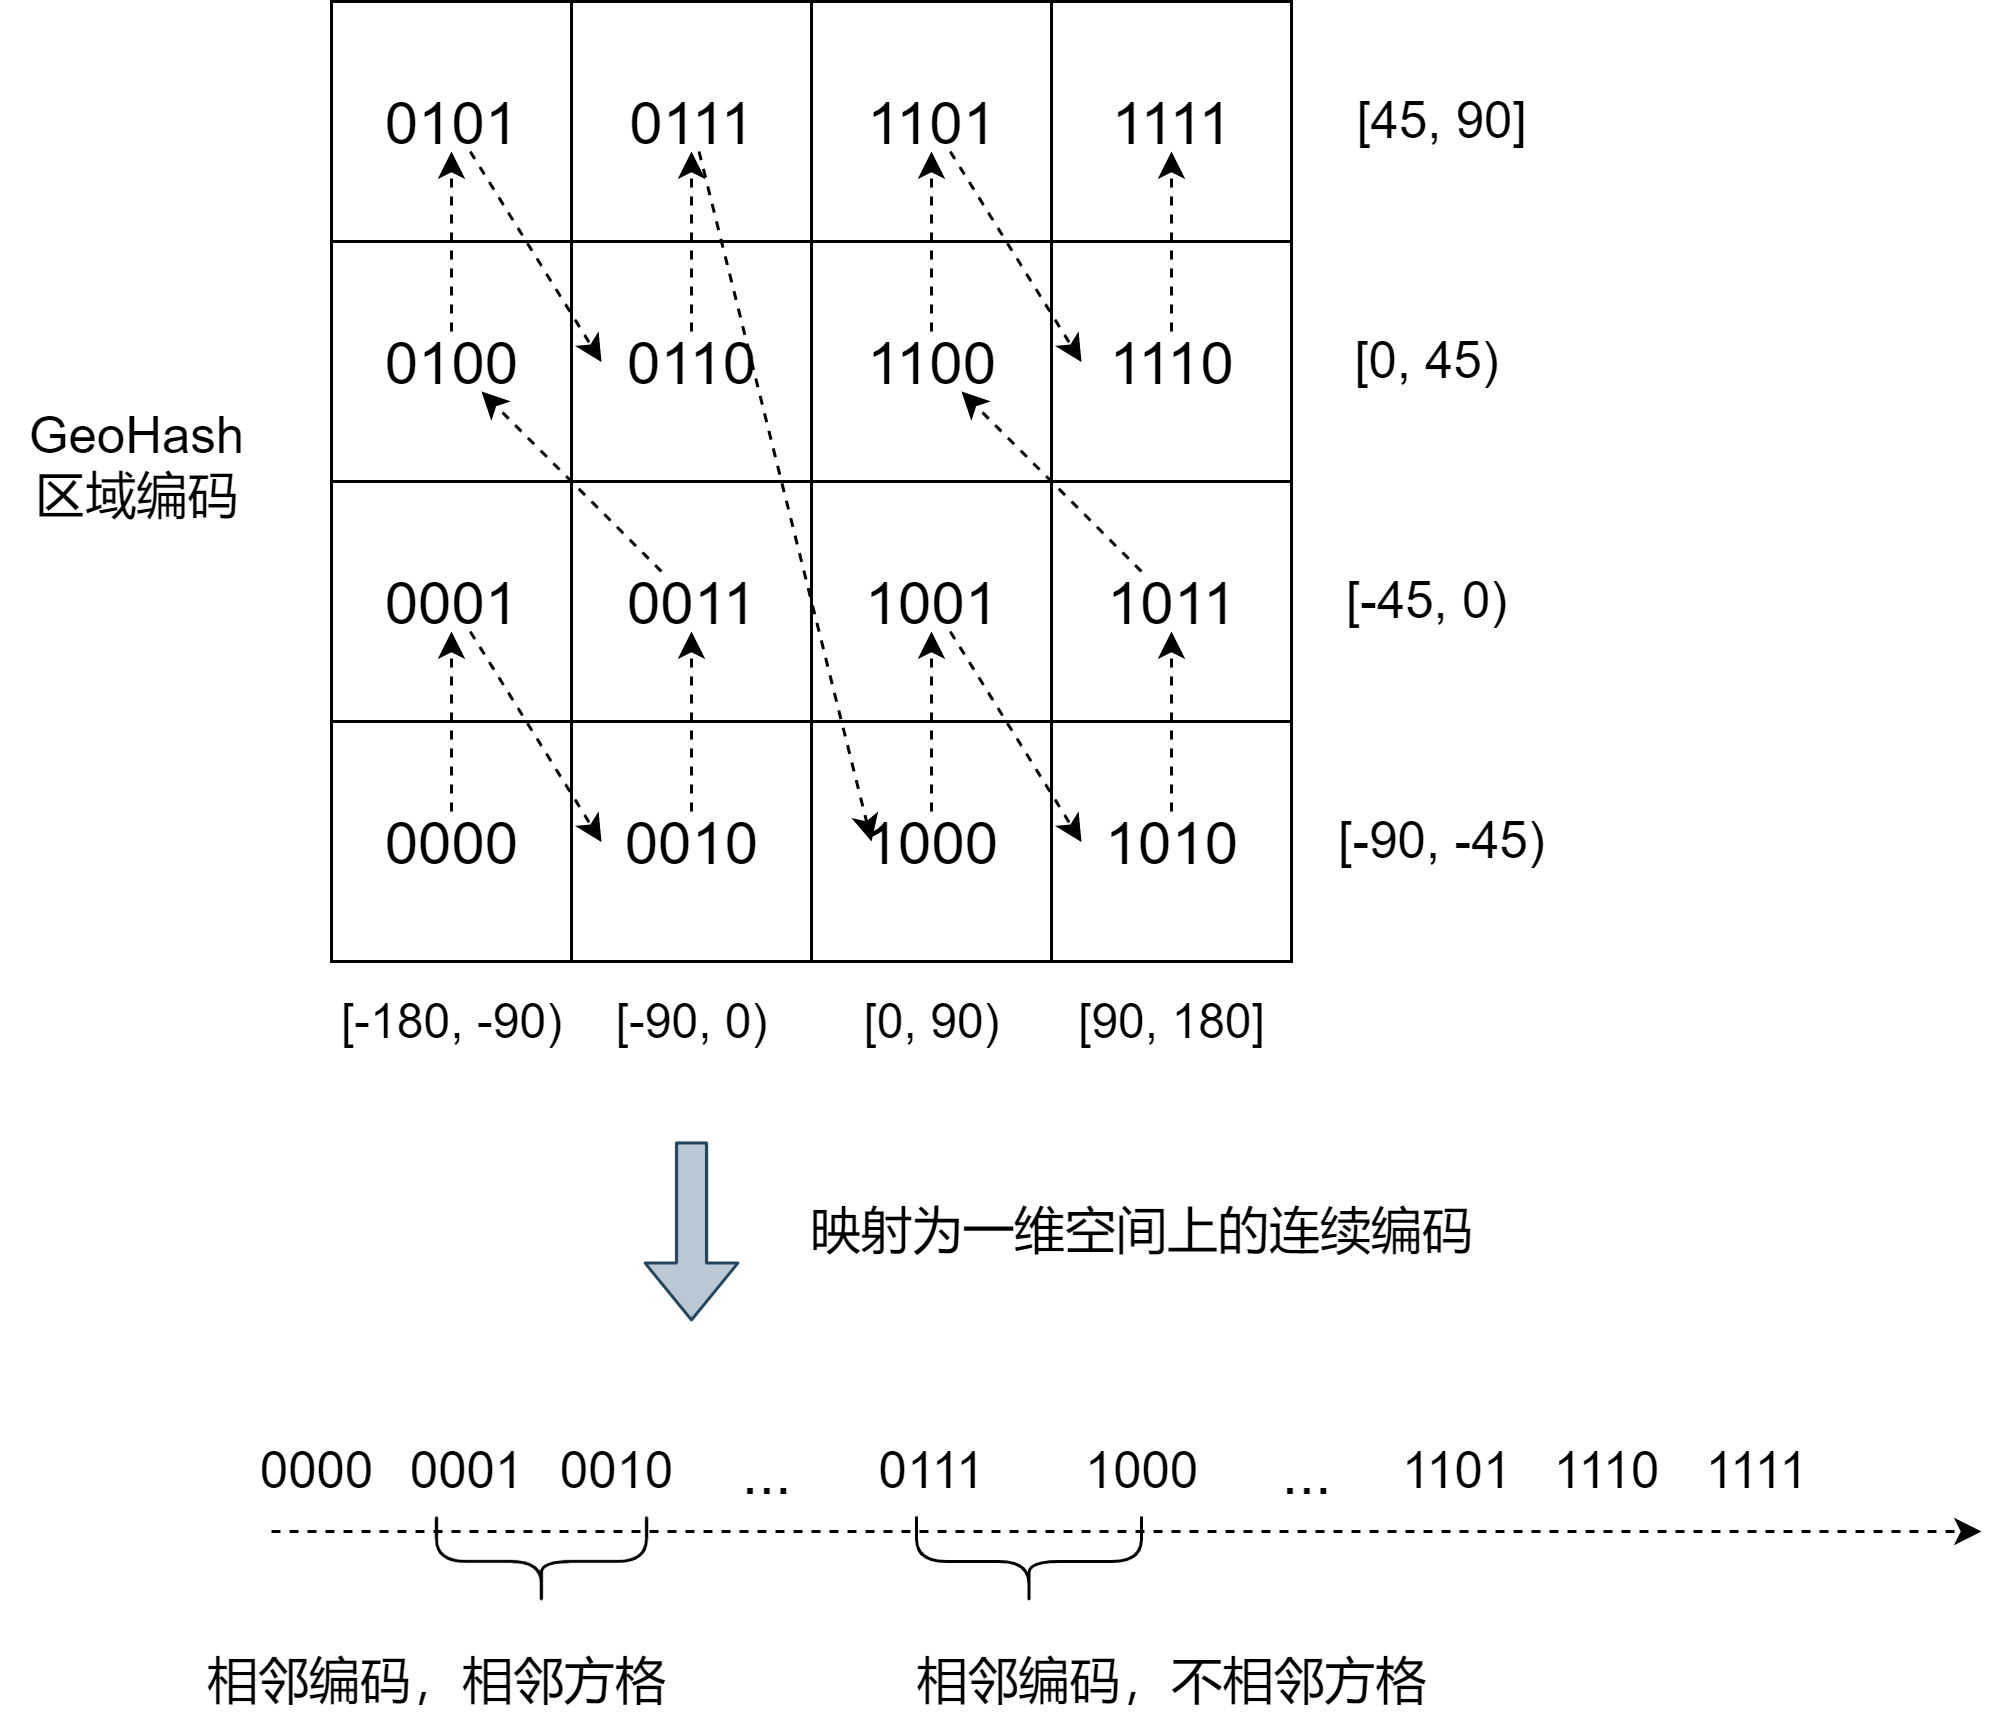 0101 0111 1101 1111 [45, 90]
0100 0110 1100 1110 [0, 45)
GeoHash
区域编码
0001 0011 1001 1011 [-45, 0)
0000 0010 1000 1010 [-90, -45)
[-180, -90) [-90, 0) [0, 90) [90, 180]
映射为一维空间上的连续编码
0000 0001 0010 ... 0111 1000 ... 1101 1110 1111
相邻编码，相邻方格 相邻编码，不相邻方格